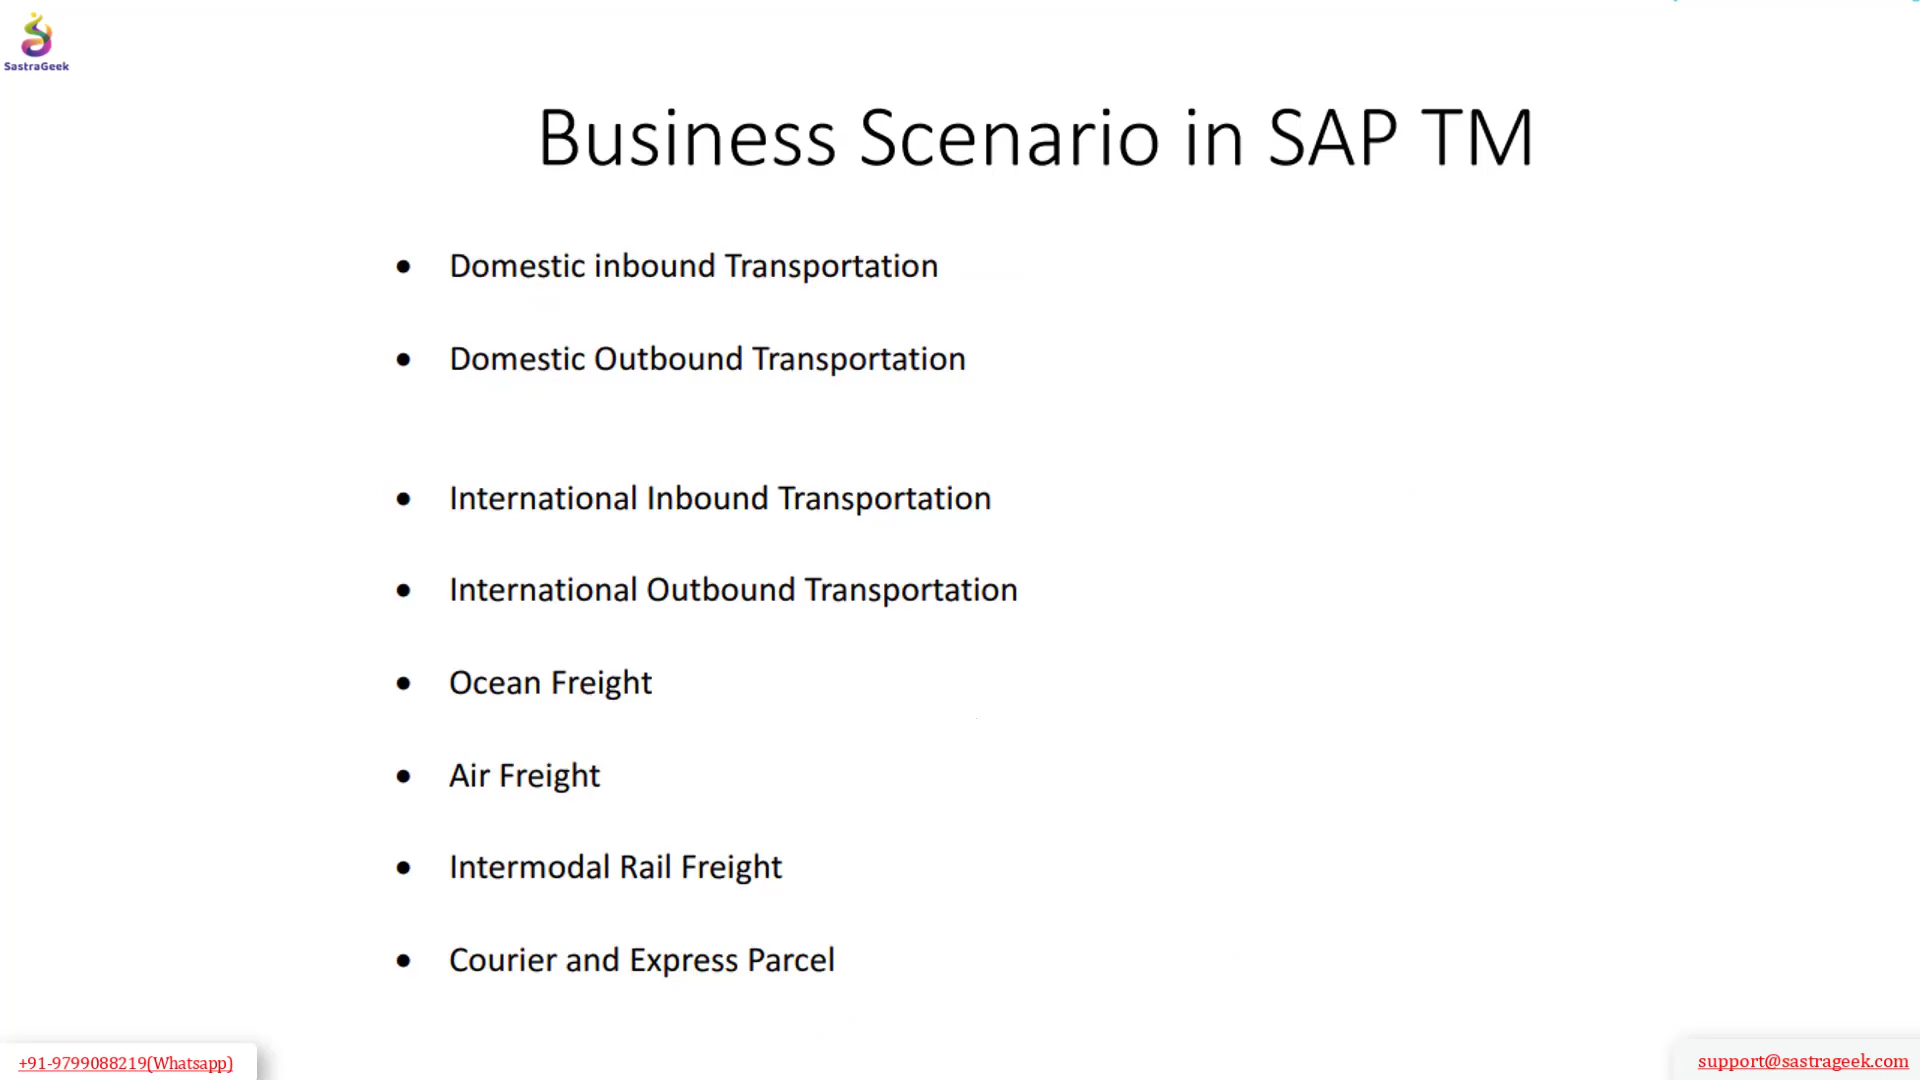 SastraGeek
Business Scenario in SAP TM
• Domestic inbound Transportation
• Domestic Outbound Transportation
• International Inbound Transportation
• International Outbound Transportation
• Ocean Freight
• Air Freight
• Intermodal Rail Freight
• Courier and Express Parcel
+91-9799088219(Whatsapp)
support@sastrageek.com